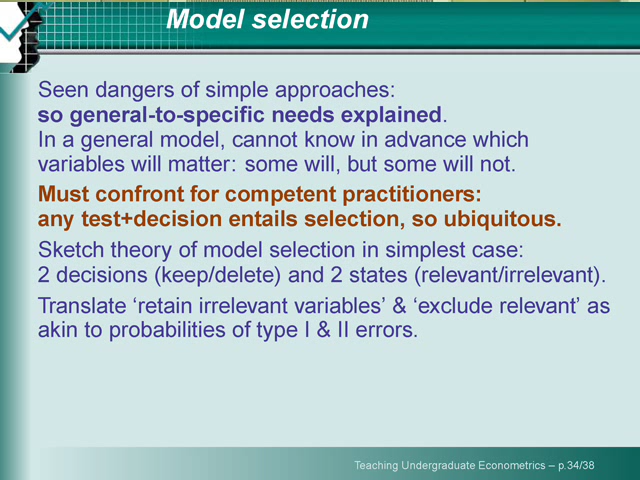 Model selection
Seen dangers of simple approaches:
so general-to-specific needs explained.
In a general model, cannot know in advance which
variables will matter: some will, but some will not.
Must confront for competent practitioners:
any test+decision entails selection, so ubiquitous.
Sketch theory of model selection in simplest case:
2 decisions (keep/delete) and 2 states (relevant/irrelevant).
Translate ‘retain irrelevant variables’ & ‘exclude relevant’ as
akin to probabilities of type I & II errors.
Teaching Undergraduate Econometrics – p.34/38